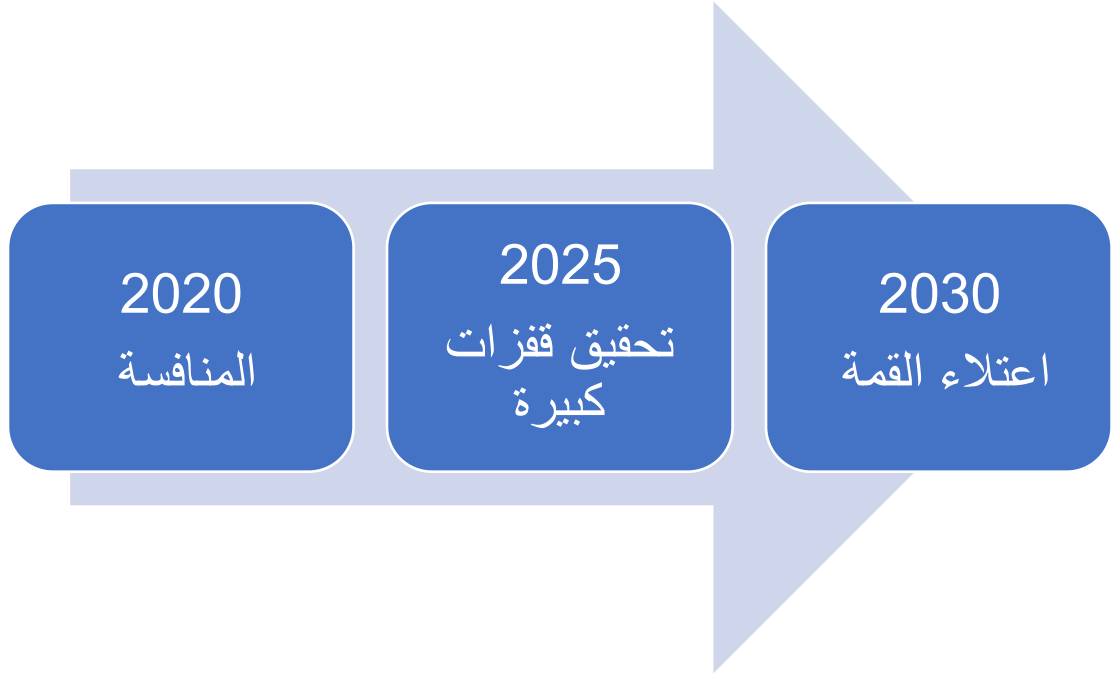 2020
المنافسة
2025
تحقيق قفزات
كبيرة
2030
اعتلاء القمة